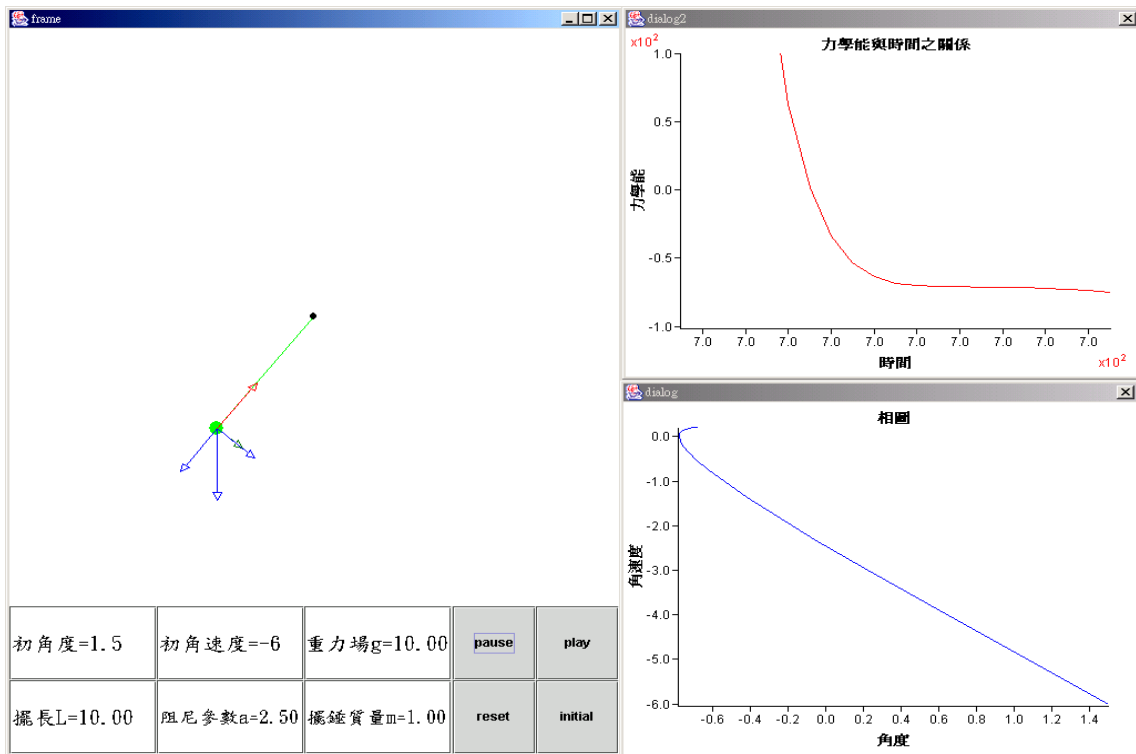 frame
初角度=1.5
初角速度=-6
重力場g=10.00
pause
play
擺長L=10.00
阻尼參數a=2.50
擺錘質量m=1.00
reset
initial
dialog2
力學能與時間之關係
x10²
1.0
0.5
0.0
-0.5
-1.0
力學能
7.0 7.0 7.0 7.0 7.0 7.0 7.0 7.0 7.0 7.0
時間
x10²
dialog
相圖
0.0
-1.0
-2.0
-3.0
-4.0
-5.0
-6.0
角速度
-0.6 -0.4 -0.2 0.0 0.2 0.4 0.6 0.8 1.0 1.2 1.4
角度